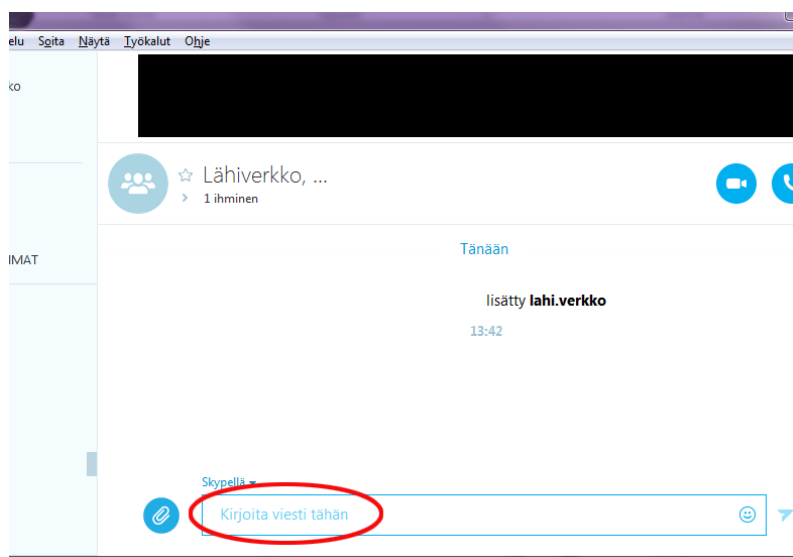 elu Soita Näytä Työkalut Ohje
ko
Lähiverkko, ...
1 ihminen
IMAT
Tänään
lisätty lahi.verkko
13:42
Skypellä
Kirjoita viesti tähän